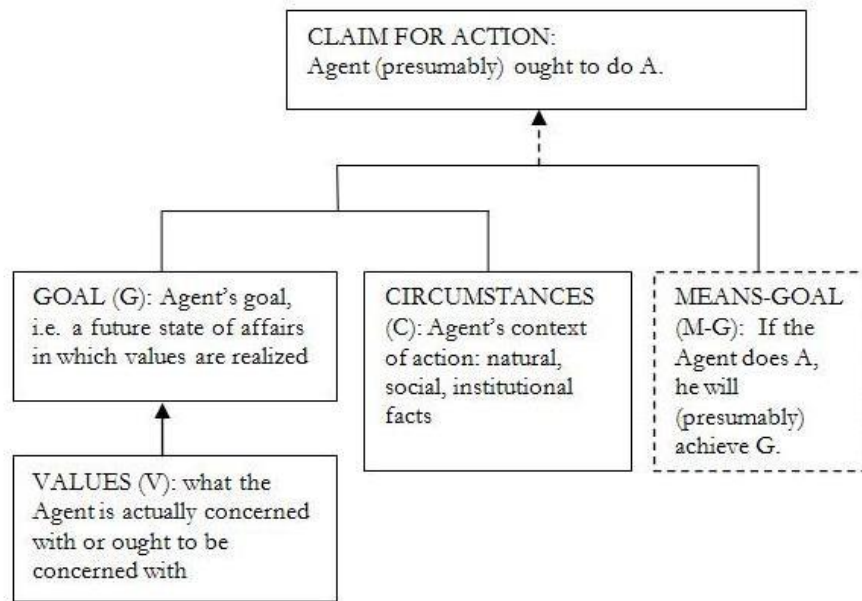 CLAIM FOR ACTION:
Agent (presumably) ought to do A.
GOAL (G): Agent's goal,
i.e. a future state of affairs
in which values are realized
CIRCUMSTANCES
(C): Agent's context
of action: natural,
social, institutional
facts
MEANS-GOAL
(M-G): If the
Agent does A,
he will
(presumably)
achieve G.
VALUES (V): what the
Agent is actually concerned
with or ought to be
concerned with